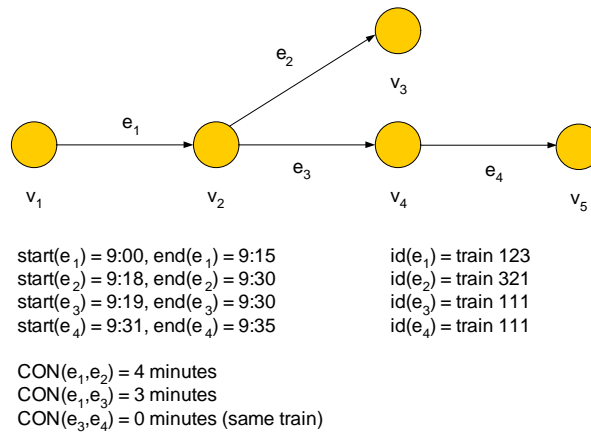 e2
v3
e1
e3
e4
v1
v2
v4
v5
start(e1) = 9:00, end(e1) = 9:15
id(e1) = train 123
start(e2) = 9:18, end(e2) = 9:30
id(e2) = train 321
start(e3) = 9:19, end(e3) = 9:30
id(e3) = train 111
start(e4) = 9:31, end(e4) = 9:35
id(e4) = train 111
CON(e1,e2) = 4 minutes
CON(e1,e3) = 3 minutes
CON(e3,e4) = 0 minutes (same train)